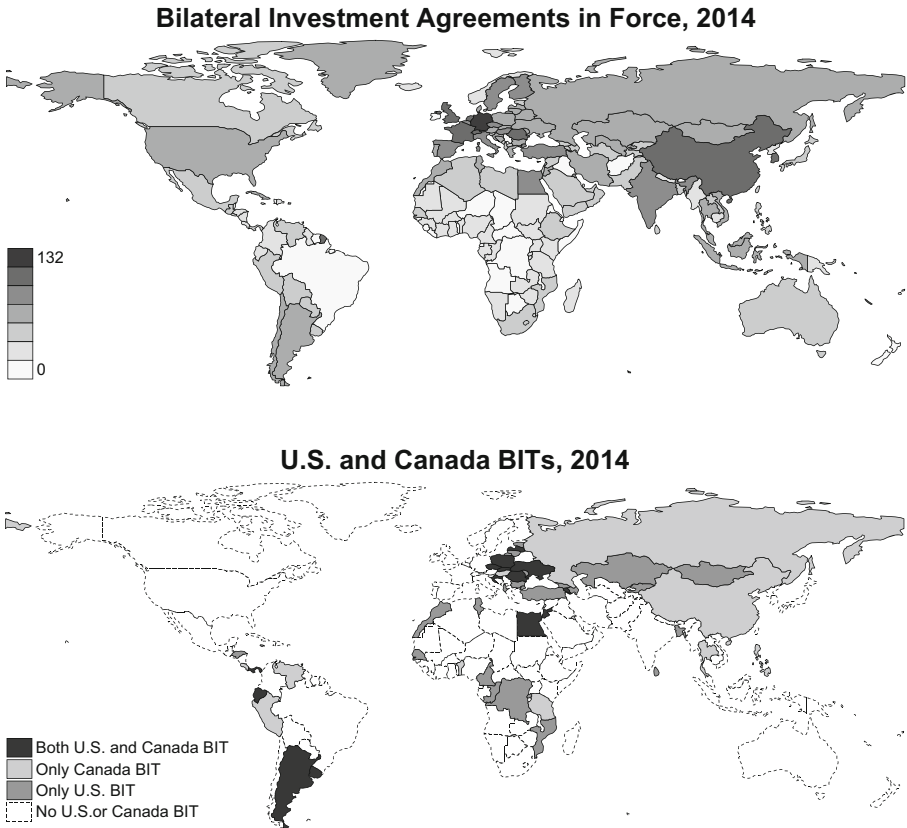 Bilateral Investment Agreements in Force, 2014
132
0
U.S. and Canada BITs, 2014
Both U.S. and Canada BIT
Only Canada BIT
Only U.S. BIT
No U.S.or Canada BIT